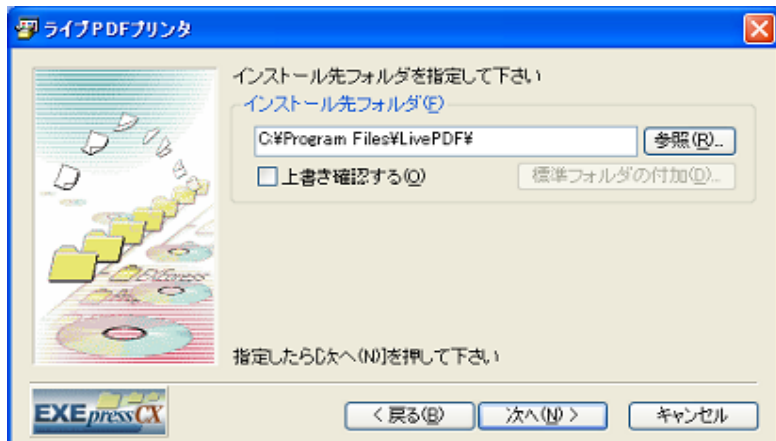 ライブPDFプリンタ
インストール先フォルダを指定して下さい
インストール先フォルダ(F)
C:¥Program Files¥LivePDF¥
参照(R)...
上書き確認する(O)
標準フォルダの付加(D)...
EXEpress
指定したら[次へ(N)]を押して下さい
EXEpressCX
< 戻る(B)
次へ(N) >
キャンセル